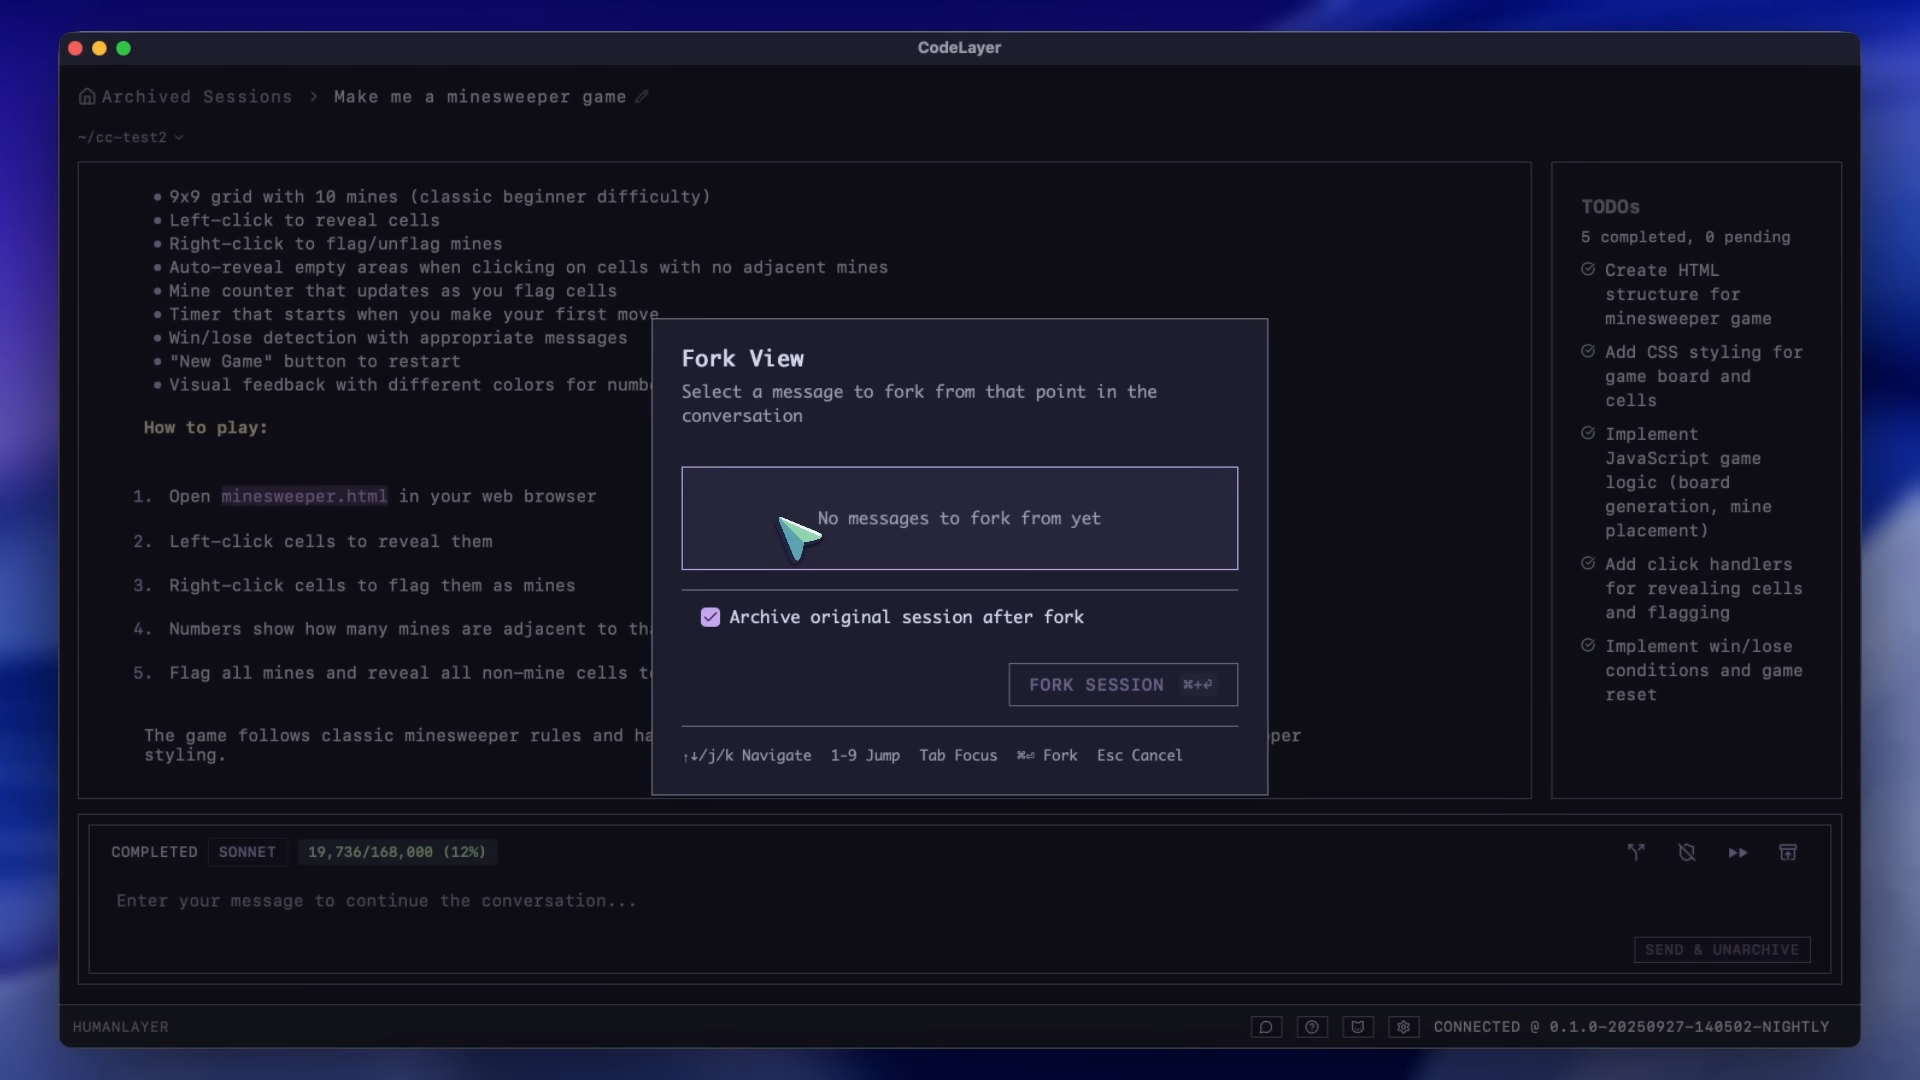 CodeLayer
Archived Sessions > Make me a minesweeper game
~/cc-test2
• 9x9 grid with 10 mines (classic beginner difficulty)
• Left-click to reveal cells
• Right-click to flag/unflag mines
• Auto-reveal empty areas when clicking on cells with no adjacent mines
• Mine counter that updates as you flag cells
• Timer that starts when you make your first move
• Win/lose detection with appropriate messages
• "New Game" button to restart
• Visual feedback with different colors for
How to play:
1. Open minesweeper.html in your web browser
2. Left-click cells to reveal them
3. Right-click cells to flag them as mines
4. Numbers show how many mines are adjacent to
5. Flag all mines and reveal all non-mine cells
The game follows classic minesweeper rules and
styling.
TODOs
5 completed, 0 pending
Create HTML
structure for
minesweeper game
Add CSS styling for
game board and
cells
Implement
JavaScript game
logic (board
generation, mine
placement)
Add click handlers
for revealing cells
and flagging
Implement win/lose
conditions and game
reset
Fork View
Select a message to fork from that point in the
conversation
No messages to fork from yet
Archive original session after fork
FORK SESSION ⌘+⏎
↑↓/j/k Navigate 1-9 Jump Tab Focus ⌘⏎ Fork Esc Cancel
COMPLETED SONNET 19,736/168,000 (12%)
Enter your message to continue the conversation...
SEND & UNARCHIVE
HUMANLAYER
CONNECTED @ 0.1.0-20250927-140502-NIGHTLY